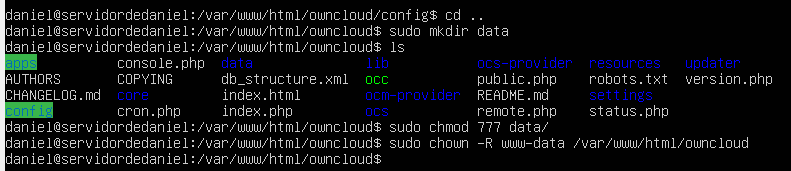 daniel@servidordedaniel:/var/www/html/owncloud/config$ cd ..
daniel@servidordedaniel:/var/www/html/owncloud$ sudo mkdir data
daniel@servidordedaniel:/var/www/html/owncloud$ ls
apps console.php data lib ocs-provider resources updater
AUTHORS COPYING db_structure.xml occ public.php robots.txt version.php
CHANGELOG.md core index.html ocm-provider README.md settings
config cron.php index.php ocs remote.php status.php
daniel@servidordedaniel:/var/www/html/owncloud$ sudo chmod 777 data/
daniel@servidordedaniel:/var/www/html/owncloud$ sudo chown -R www-data /var/www/html/owncloud
daniel@servidordedaniel:/var/www/html/owncloud$